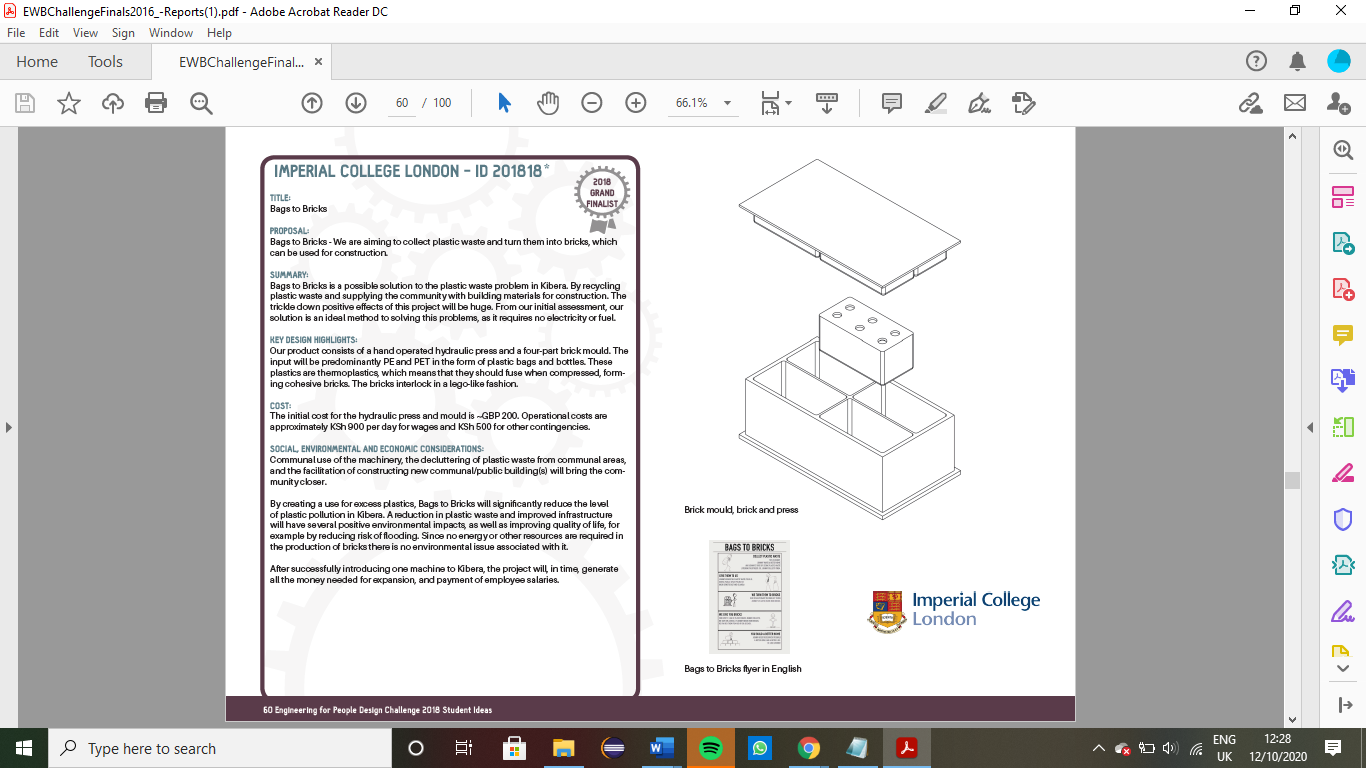 EWBChallengeFinals2016_-Reports(1).pdf - Adobe Acrobat Reader DC
File Edit View Sign Window Help
Home Tools EWBChallengeFinal... ×
60 / 100 66.1%
IMPERIAL COLLEGE LONDON - ID 201818*
2018
GRAND
FINALIST
TITLE:
Bags to Bricks
PROPOSAL:
Bags to Bricks - We are aiming to collect plastic waste and turn them into bricks, which
can be used for construction.
SUMMARY:
Bags to Bricks is a possible solution to the plastic waste problem in Kibera. By recycling
plastic waste and supplying the community with building materials for construction. The
trickle down positive effects of this project will be huge. From our initial assessment, our
solution is an ideal method to solving this problems, as it requires no electricity or fuel.
KEY DESIGN HIGHLIGHTS:
Our product consists of a hand operated hydraulic press and a four-part brick mould. The
input will be predominantly PE and PET in the form of plastic bags and bottles. These
plastics are thermoplastics, which means that they should fuse when compressed, form-
ing cohesive bricks. The bricks interlock in a lego-like fashion.
COST:
The initial cost for the hydraulic press and mould is ~GBP 200. Operational costs are
approximately KSh 900 per day for wages and KSh 500 for other contingencies.
SOCIAL, ENVIRONMENTAL AND ECONOMIC CONSIDERATIONS:
Communal use of the machinery, the decluttering of plastic waste from communal areas,
and the facilitation of constructing new communal/public building(s) will bring the com-
munity closer.
By creating a use for excess plastics, Bags to Bricks will significantly reduce the level
of plastic pollution in Kibera. A reduction in plastic waste and improved infrastructure
will have several positive environmental impacts, as well as improving quality of life, for
example by reducing risk of flooding. Since no energy or other resources are required in
the production of bricks there is no environmental issue associated with it.
After successfully introducing one machine to Kibera, the project will, in time, generate
all the money needed for expansion, and payment of employee salaries.
Brick mould, brick and press
BAGS TO BRICKS
Bags to Bricks flyer in English
Imperial College
London
60 Engineering for People Design Challenge 2018 Student Ideas
Type here to search
ENG
UK
12:28
12/10/2020